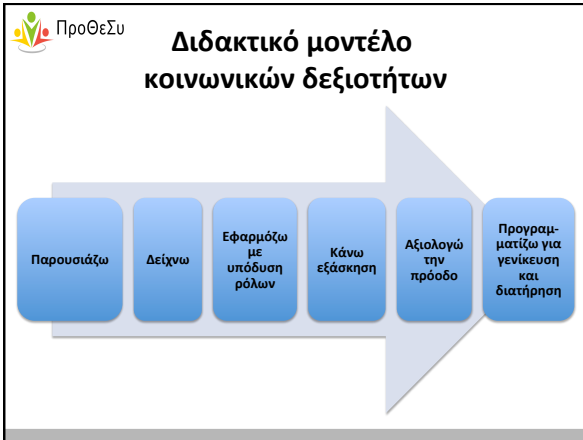 ΠροΘεΣυ
Διδακτικό μοντέλο
κοινωνικών δεξιοτήτων
Παρουσιάζω
Δείχνω
Εφαρμόζω
με
υπόδυση
ρόλων
Κάνω
εξάσκηση
Αξιολογώ
την
πρόοδο
Προγραμ-
ματίζω για
γενίκευση
και
διατήρηση